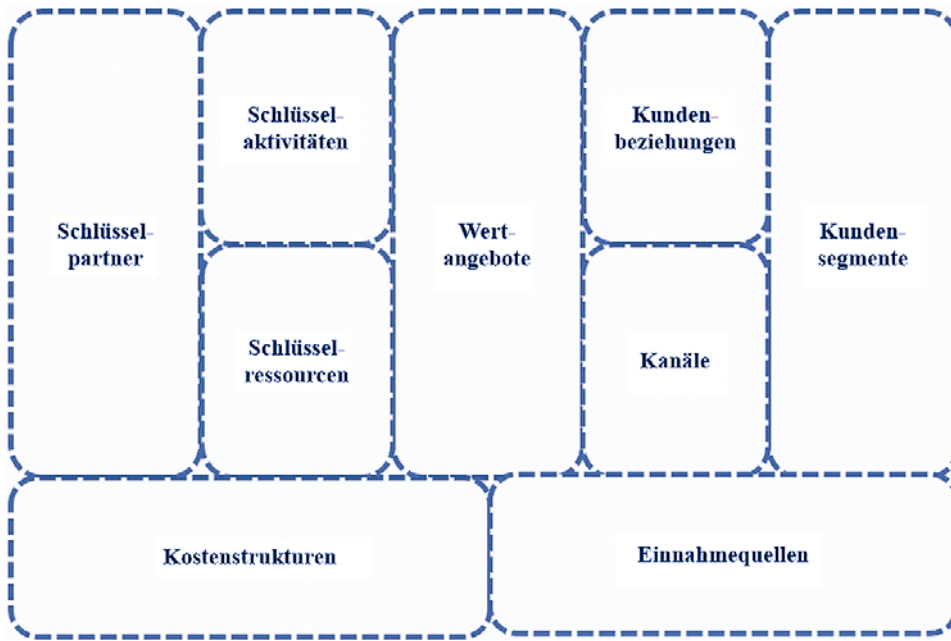 Schlüssel-
partner
Schlüssel-
aktivitäten
Schlüssel-
ressourcen
Wert-
angebote
Kunden-
beziehungen
Kanäle
Kunden-
segmente
Kostenstrukturen
Einnahmequellen